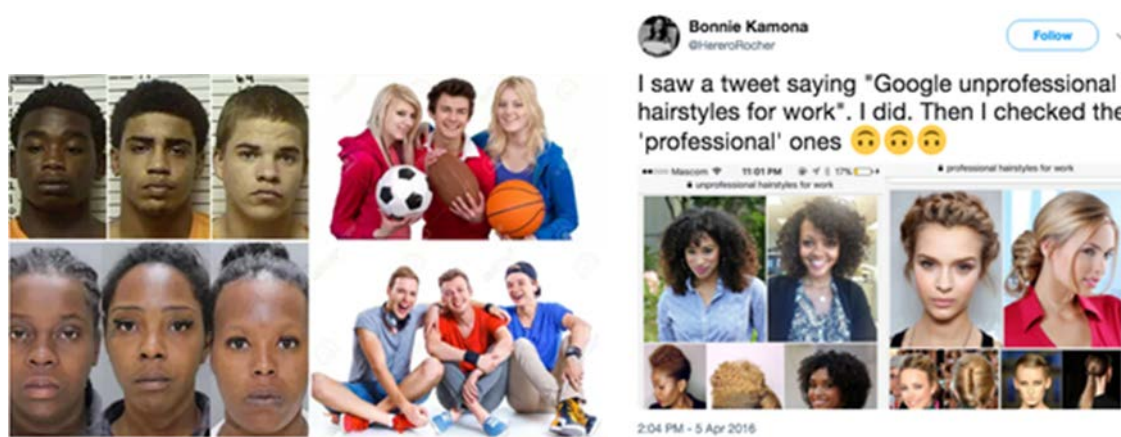 Bonnie Kamona
@HereroRocher
Follow
I saw a tweet saying "Google unprofessional
hairstyles for work". I did. Then I checked the
'professional' ones 🙃🙃🙃
Mascom 11:01 PM 17%
unprofessional hairstyles for work
professional hairstyles for work
2:04 PM - 5 Apr 2016